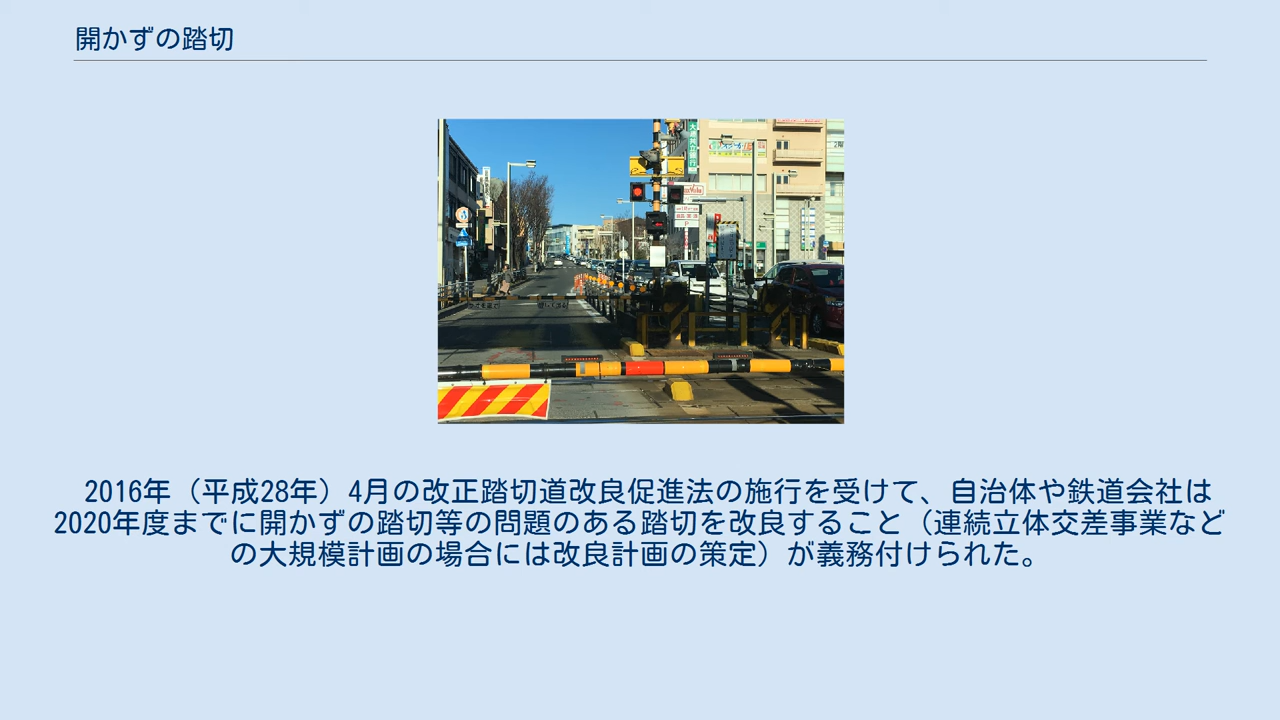 開かずの踏切
2016年（平成28年）4月の改正踏切道改良促進法の施行を受けて、自治体や鉄道会社は
2020年度までに開かずの踏切等の問題のある踏切を改良すること（連続立体交差事業など
の大規模計画の場合には改良計画の策定）が義務付けられた。